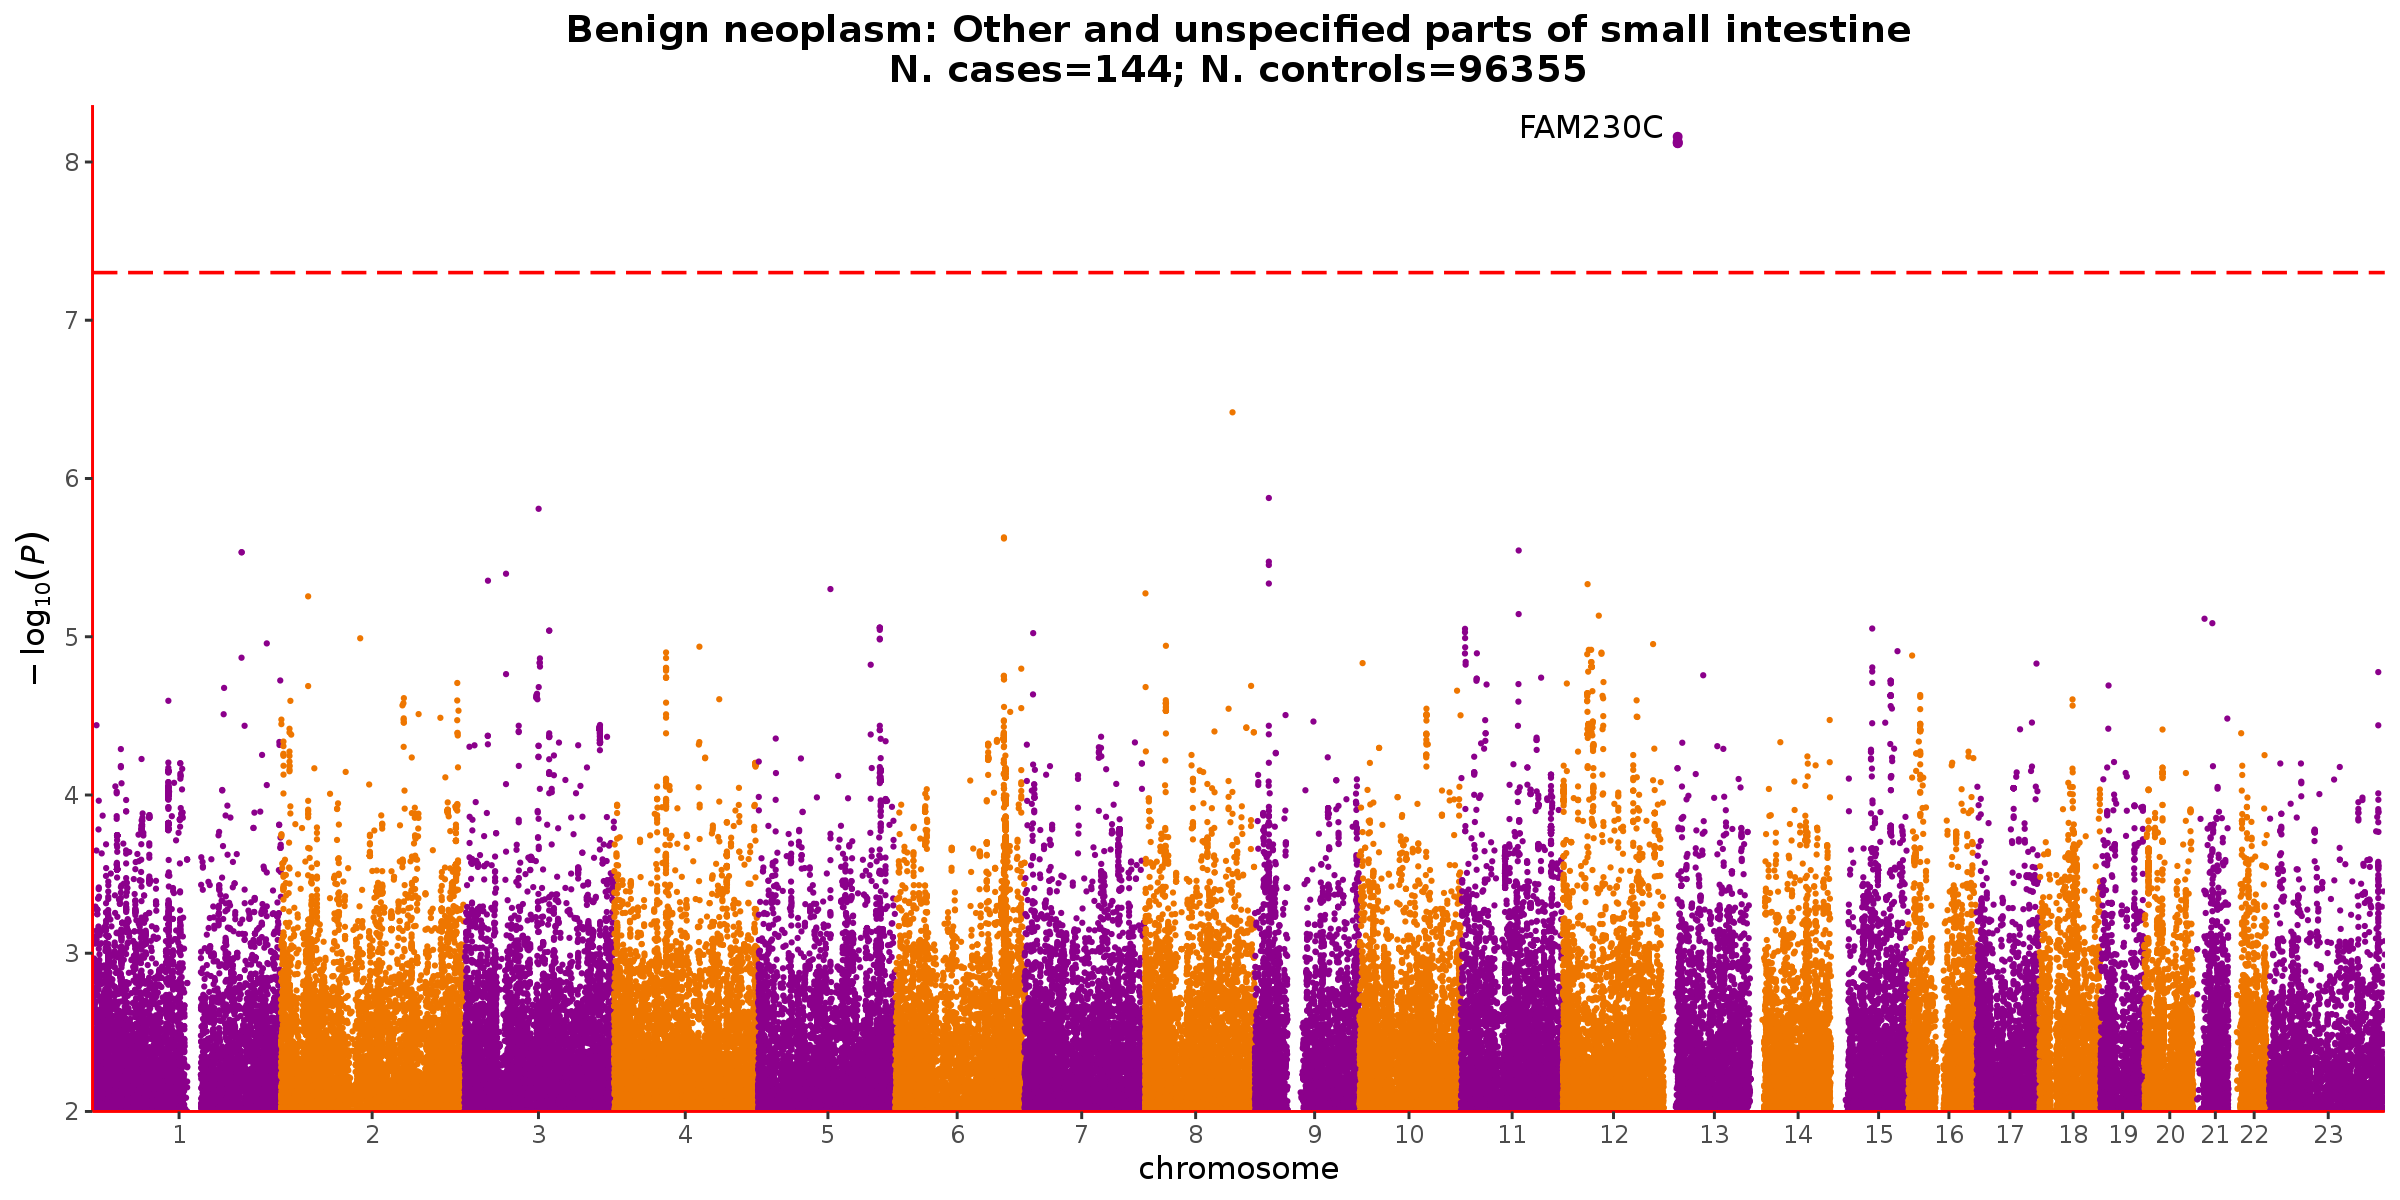 Benign neoplasm: Other and unspecified parts of small intestine
N. cases=144; N. controls=96355
FAM230C
8
7
6
5
4
3
2
−log10(P)
1 2 3 4 5 6 7 8 9 10 11 12 13 14 15 16 17 18 19 20 21 22 23
chromosome